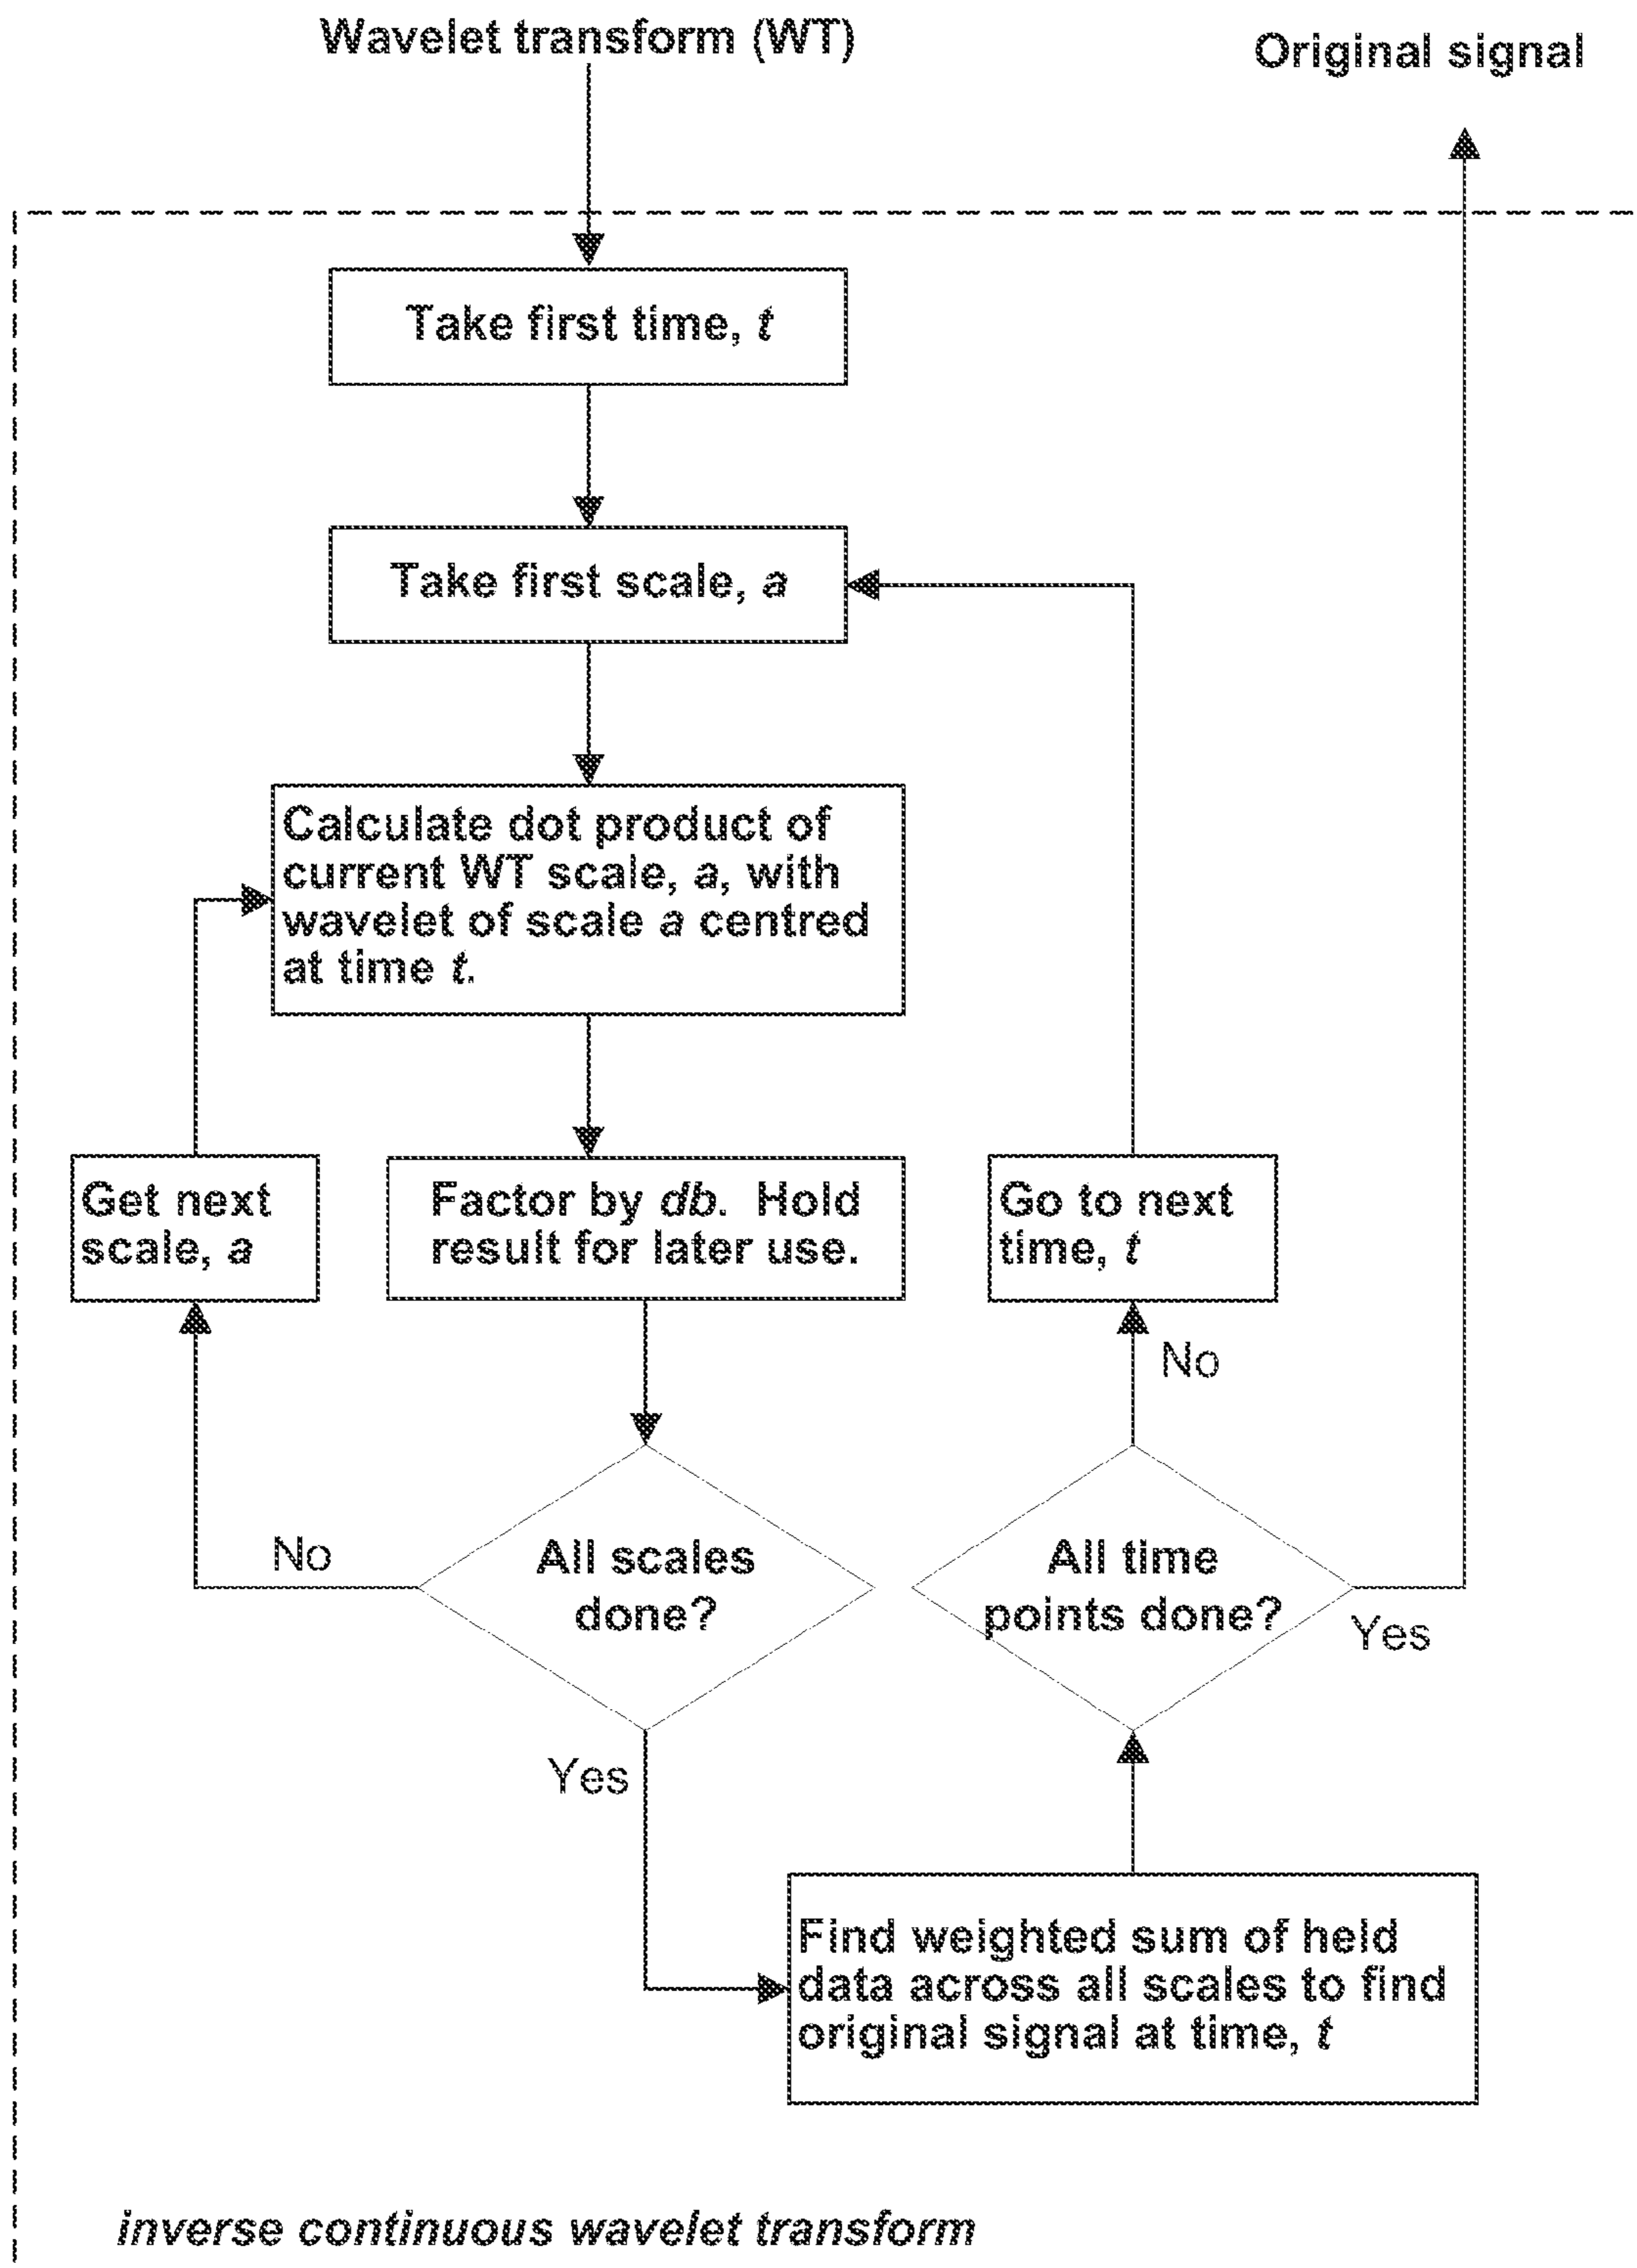 Wavelet transform (WT)
Original signal
Take first time, t
Take first scale, a
Calculate dot product of
current WT scale, a, with
wavelet of scale a centred
at time t.
Get next
scale, a
Factor by db. Hold
result for later use.
Go to next
time, t
No
No
All scales
done?
All time
points done?
Yes
Yes
Find weighted sum of held
data across all scales to find
original signal at time, t
inverse continuous wavelet transform